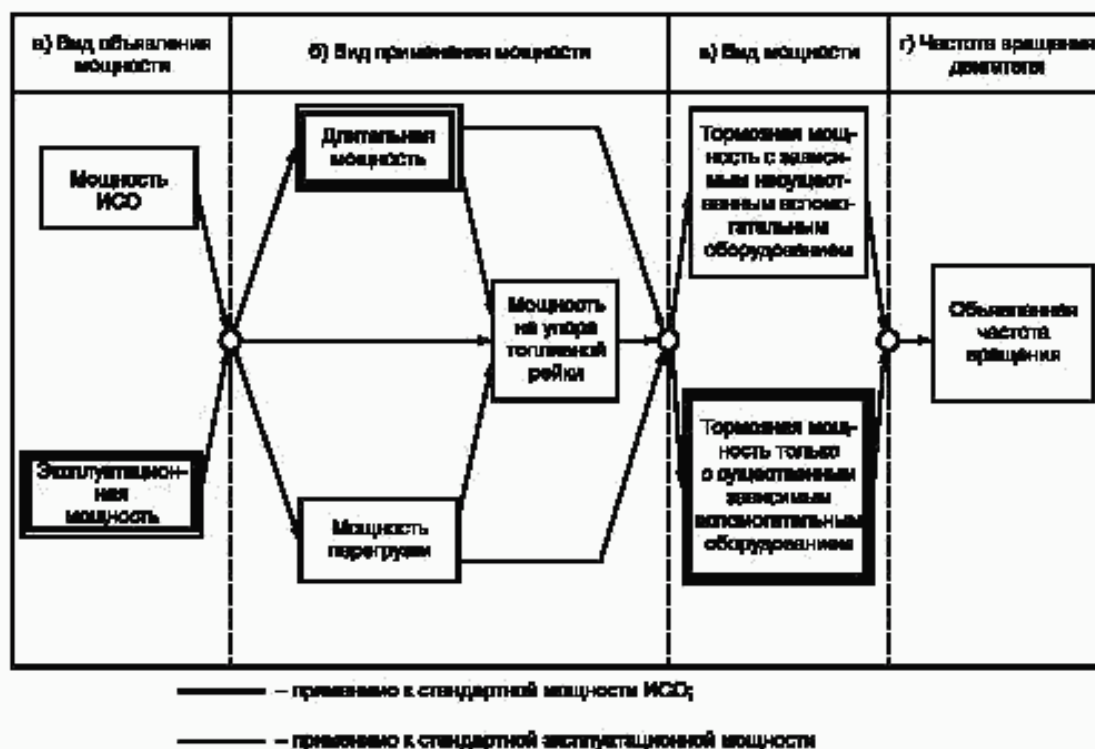 а) Вид объявления
мощности
б) Вид применения мощности
в) Вид мощности
г) Частота вращения
двигателя
Мощность
ИСО
Эксплуатацион-
ная
мощность
Длительная
мощность
Мощность
на упоре
топливной
рейки
Мощность
перегрузки
Тормозная мощ-
ность с зависи-
мым несущест-
венным вспомо-
гательным
оборудованием
Тормозная мощ-
ность только
с существенным
зависимым
вспомогательным
оборудованием
Объявленная
частота
вращения
– применимо к стандартной мощности ИСО;
– применимо к стандартной эксплуатационной мощности